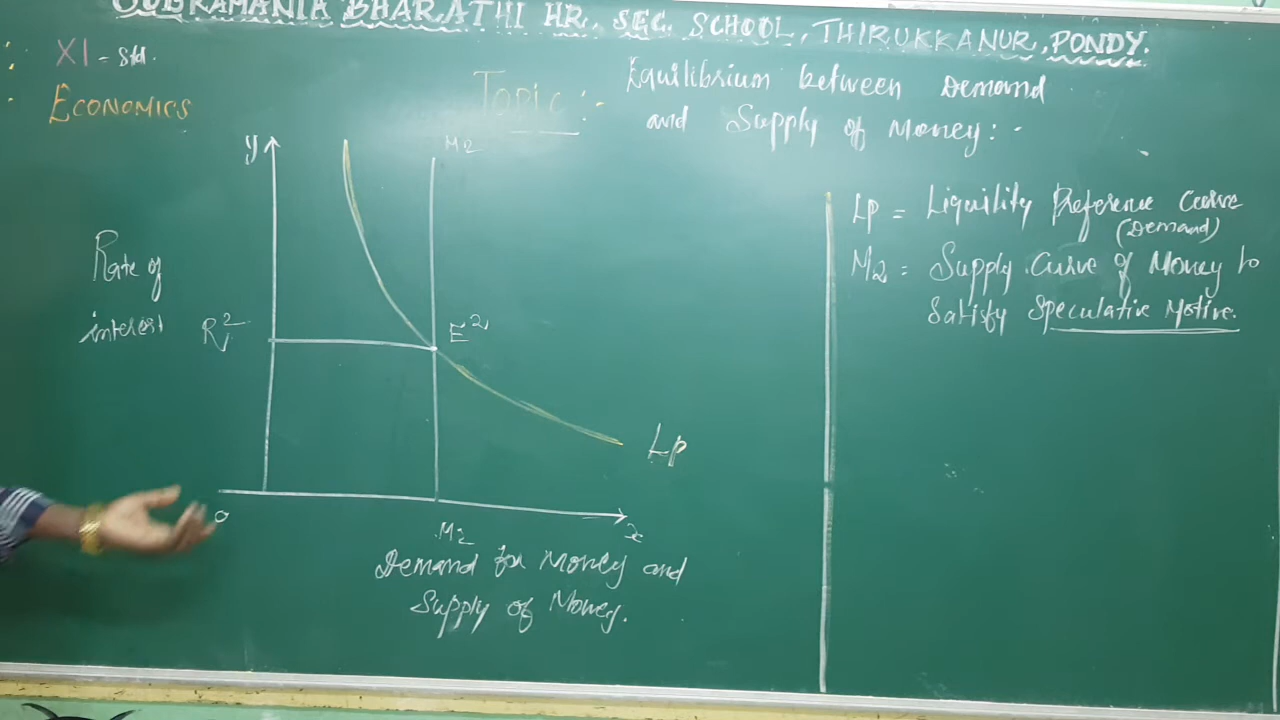 SUBRAMANIA BHARATHI HR. SEC. SCHOOL, THIRUKKANUR, PONDY.
XI - Std.
ECONOMICS
Topic :-
Equilibrium between Demand
and Supply of Money: -
y
M2
Rate of
interest
R2
E2
Lp
o
M2
x
Demand for Money and
Supply of Money.
Lp = Liquility Preference Curve
(Demand)
M2 = Supply Curve of Money to
Satisfy Speculative Motive.